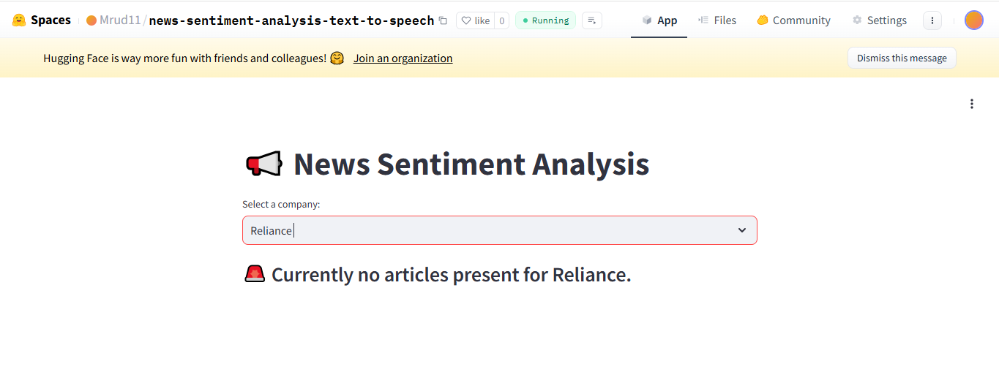 Spaces Mrud11/news-sentiment-analysis-text-to-speech like 0 Running App Files Community Settings
Hugging Face is way more fun with friends and colleagues! 🤗 Join an organization Dismiss this message
📢 News Sentiment Analysis
Select a company:
Reliance
🚨 Currently no articles present for Reliance.